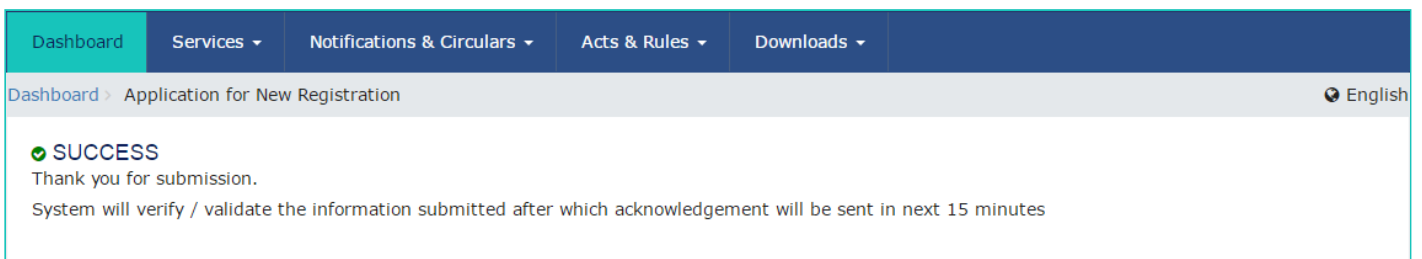 Dashboard Services Notifications & Circulars Acts & Rules Downloads
Dashboard > Application for New Registration English
SUCCESS
Thank you for submission.
System will verify / validate the information submitted after which acknowledgement will be sent in next 15 minutes